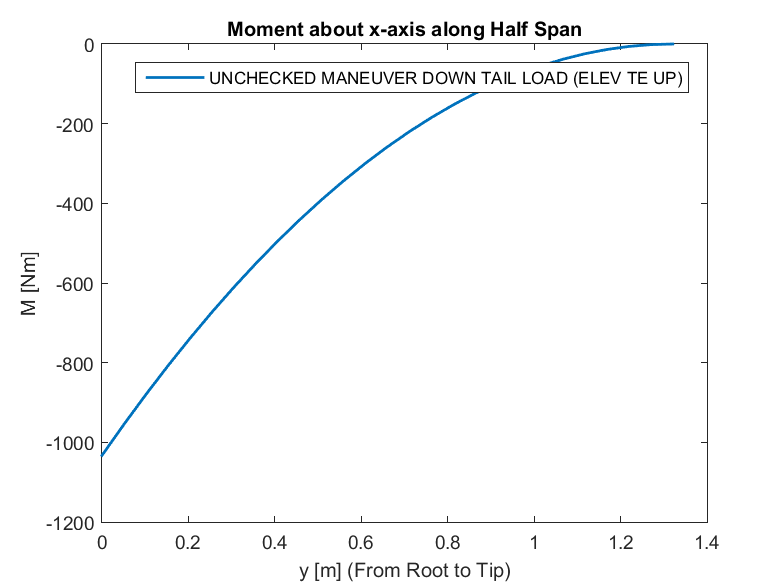 Moment about x-axis along Half Span
UNCHECKED MANEUVER DOWN TAIL LOAD (ELEV TE UP)
0
-200
-400
-600
-800
-1000
-1200
M [Nm]
0 0.2 0.4 0.6 0.8 1 1.2 1.4
y [m] (From Root to Tip)